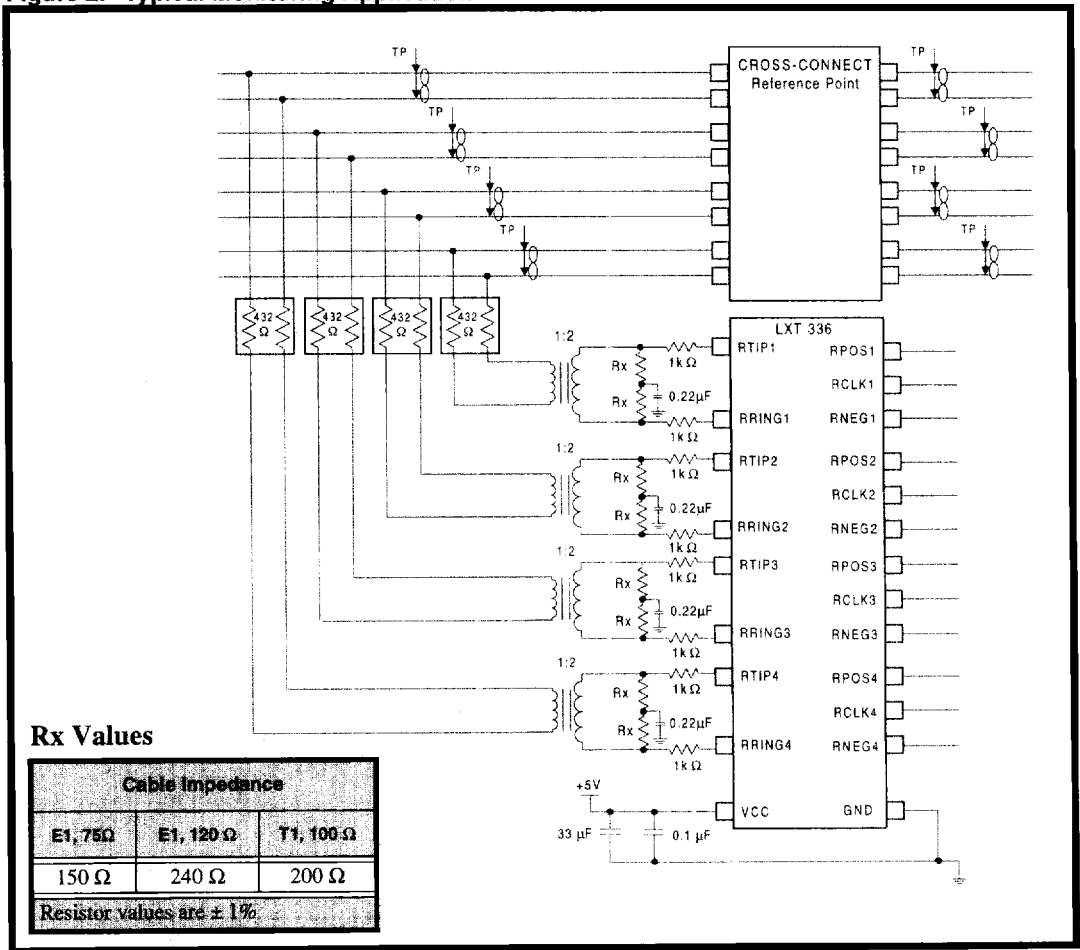 TP
TP
TP
TP
CROSS-CONNECT
Reference Point
TP
TP
TP
TP
432
Ω
432
Ω
432
Ω
432
Ω
LXT 336
1:2
Rx
Rx
0.22µF
1kΩ
1kΩ
RTIP1
RRING1
RPOS1
RCLK1
RNEG1
1:2
Rx
Rx
0.22µF
1kΩ
1kΩ
RTIP2
RRING2
RPOS2
RCLK2
RNEG2
1:2
Rx
Rx
0.22µF
1kΩ
1kΩ
RTIP3
RRING3
RPOS3
RCLK3
RNEG3
1:2
Rx
Rx
0.22µF
1kΩ
1kΩ
RTIP4
RRING4
RPOS4
RCLK4
RNEG4
+5V
33 µF
0.1 µF
VCC
GND
Rx Values
Cable Impedance
E1, 75Ω E1, 120 Ω T1, 100 Ω
150 Ω 240 Ω 200 Ω
Resistor values are ± 1%